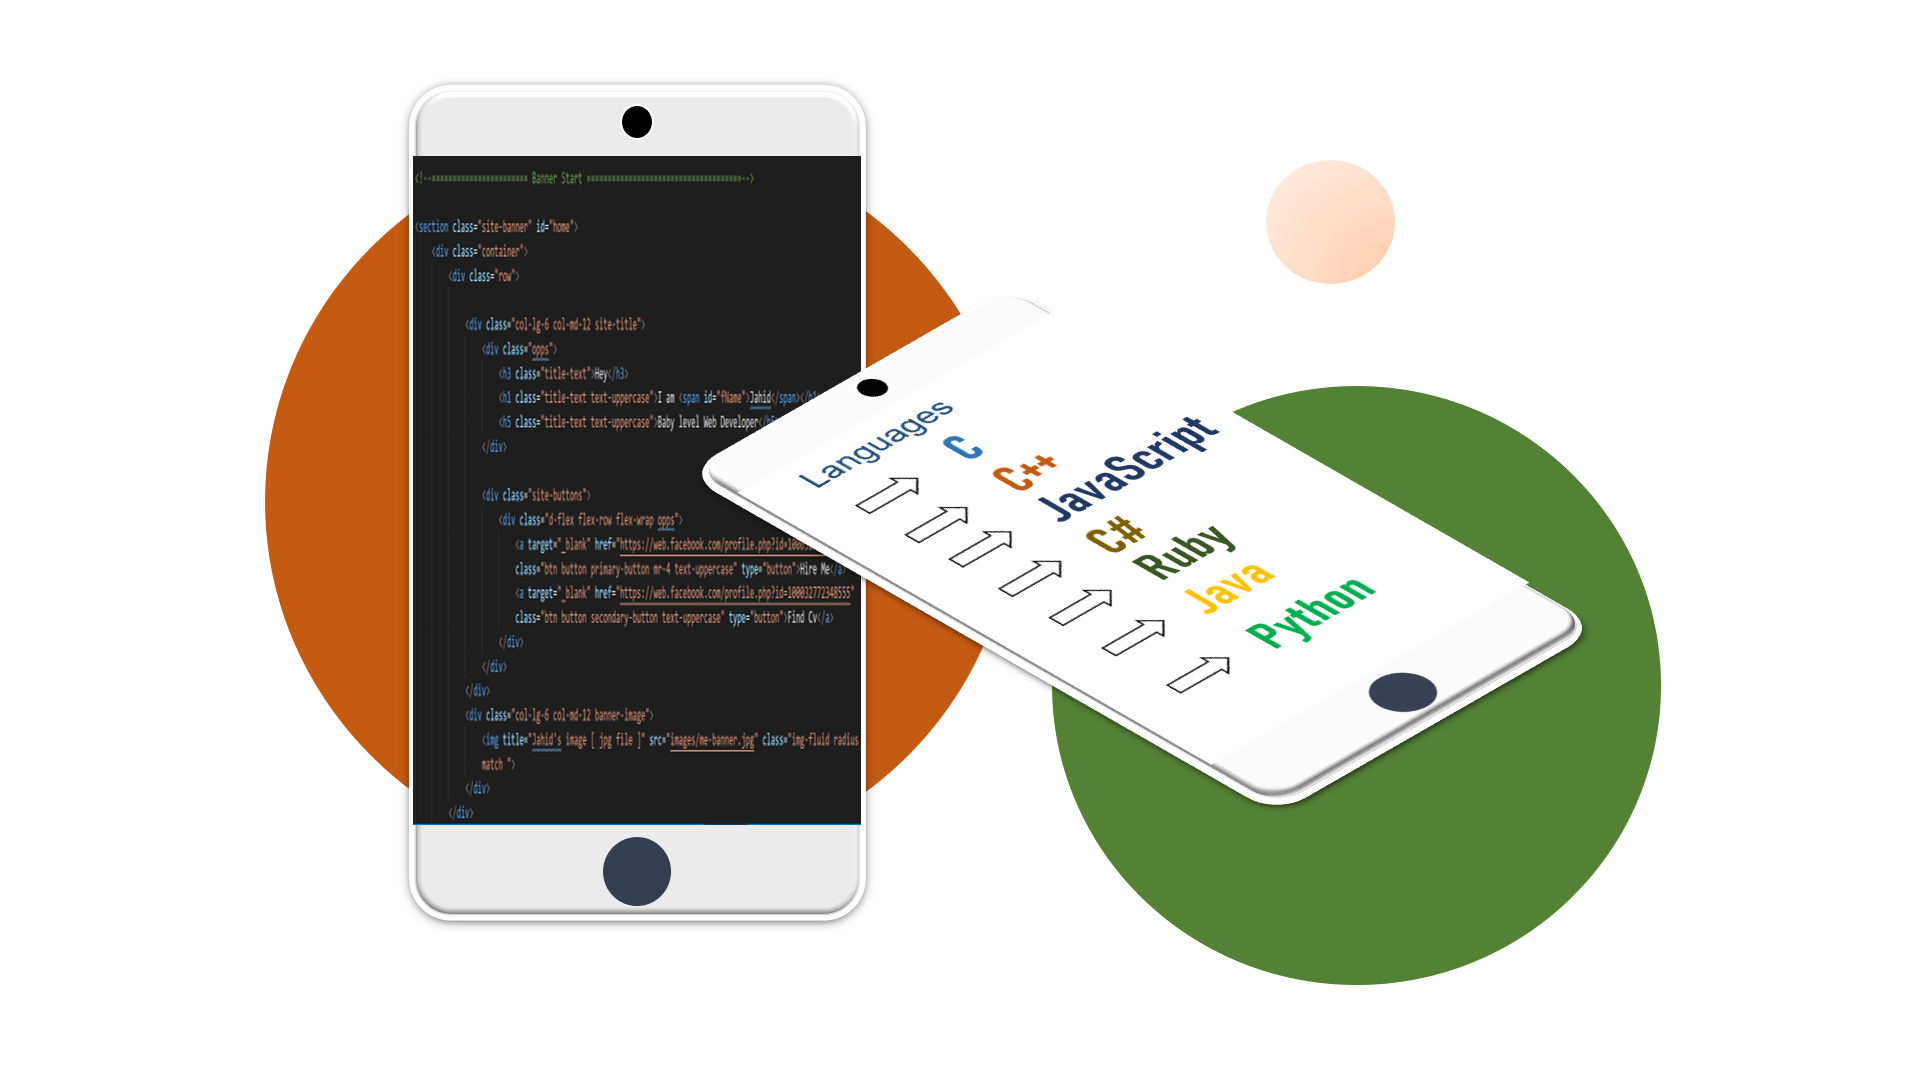 <!--======================= Banner Start =====================================-->
<section class="site-banner" id="home">
<div class="container">
<div class="row">
<div class="col-lg-6 col-md-12 site-title">
<div class="opps">
<h3 class="title-text">Hey</h3>
<h1 class="title-text text-uppercase">I am <span id="fName">Jahid</span></h1
<h5 class="title-text text-uppercase">Baby level Web Developer</h5
</div>
<div class="site-buttons">
<div class="d-flex flex-row flex-wrap opps">
<a target="_blank" href="https://web.facebook.com/profile.php?id=1000
class="btn button primary-button mr-4 text-uppercase" type="button">Hire Me</a>
<a target="_blank" href="https://web.facebook.com/profile.php?id=100032772348555"
class="btn button secondary-button text-uppercase" type="button">Find Cv</a>
</div>
</div>
</div>
<div class="col-lg-6 col-md-12 banner-image">
<img title="Jahid's image [ jpg file ]" src="images/me-banner.jpg" class="img-fluid radius
match ">
</div>
</div>
Languages
C
C++
JavaScript
C#
Ruby
Java
Python